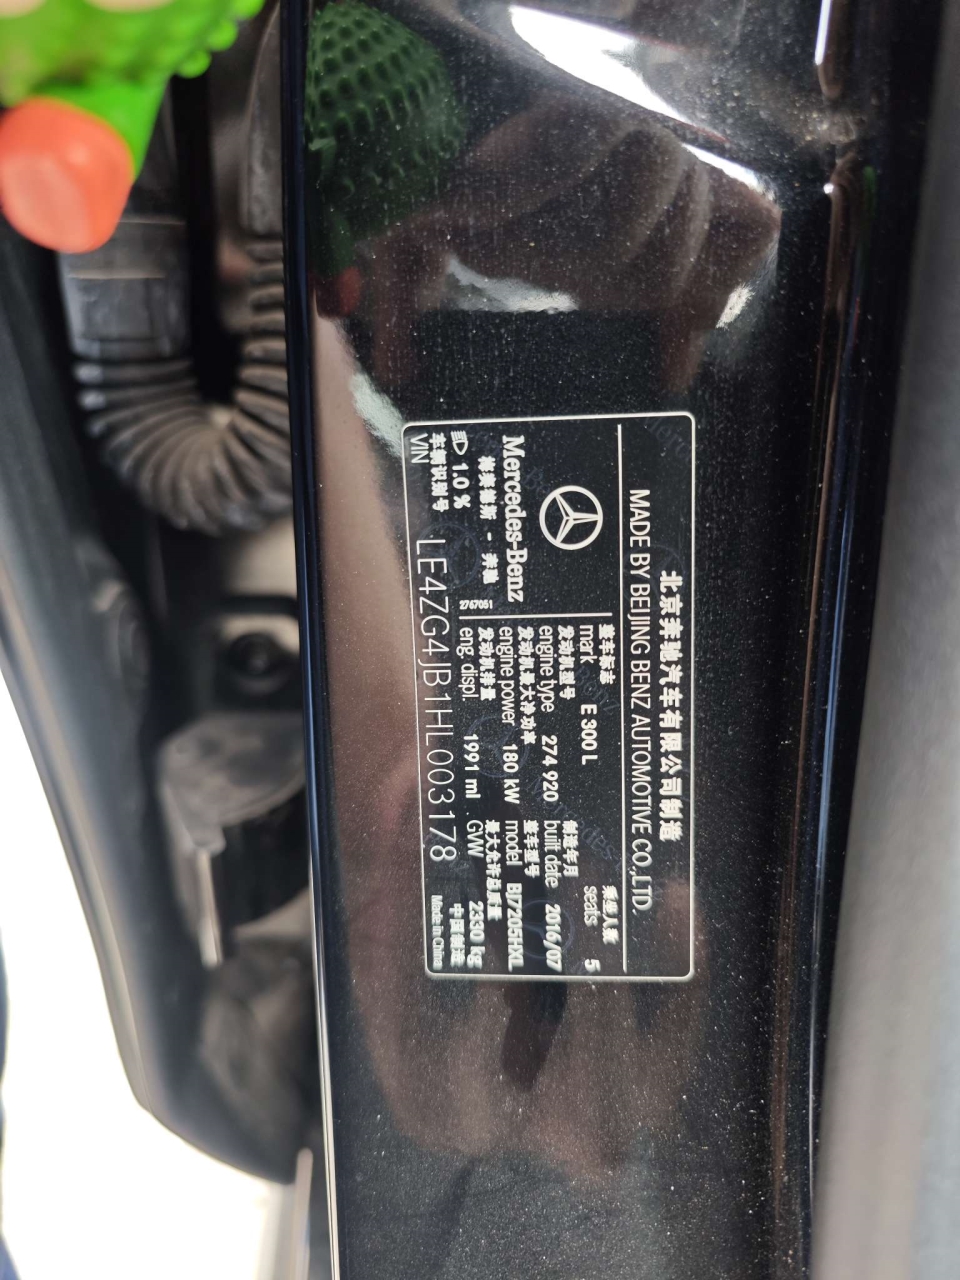 北京奔驰汽车有限公司制造
MADE BY BEIJING BENZ AUTOMOTIVE CO.,LTD.
Mercedes-Benz
梅赛德斯 - 奔驰
1.0 %
2767051
整车标志
mark E 300 L
乘坐人数
seats 5
发动机型号
engine type 274 920
制造年月
built date 2016/07
发动机最大净功率
engine power 180 kW
整车型号
model BJ7205HXL
发动机排量
eng. displ. 1991 ml
最大允许总质量
GVW 2330 kg
车辆识别号
VIN LE4ZG4JB1HL003178
中国制造
Made in China